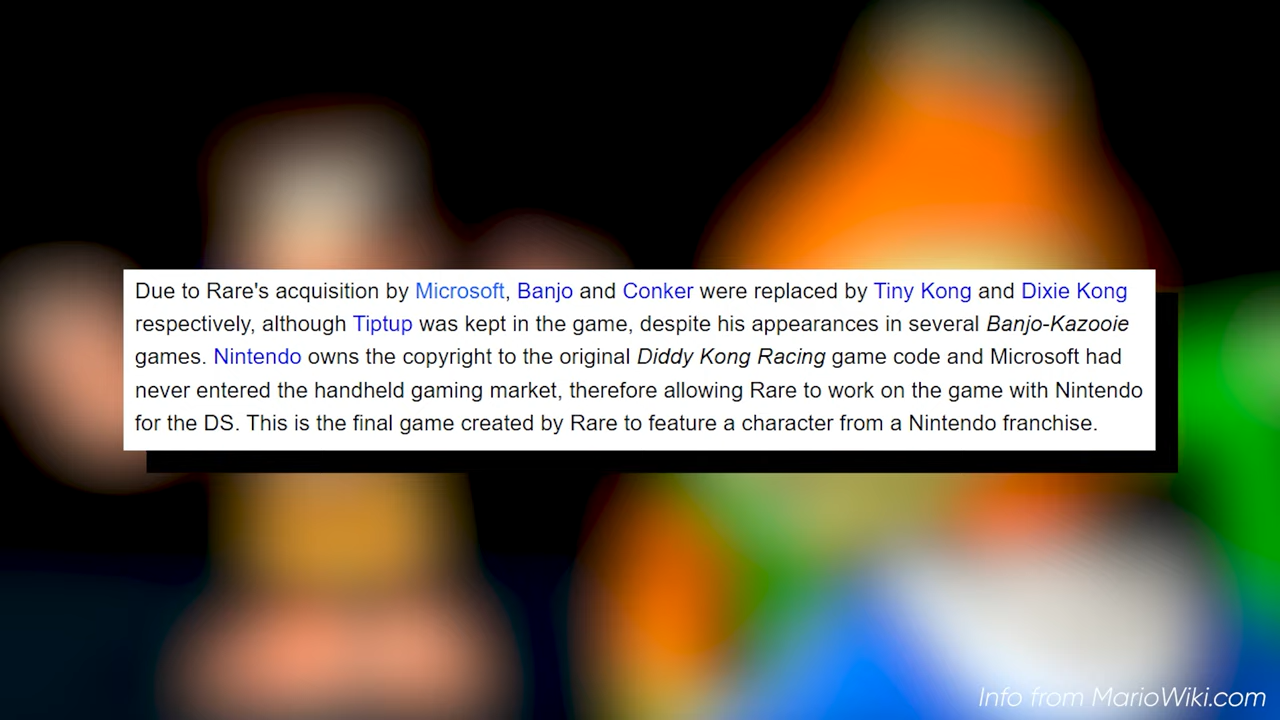 Due to Rare's acquisition by Microsoft, Banjo and Conker were replaced by Tiny Kong and Dixie Kong
respectively, although Tiptup was kept in the game, despite his appearances in several Banjo-Kazooie
games. Nintendo owns the copyright to the original Diddy Kong Racing game code and Microsoft had
never entered the handheld gaming market, therefore allowing Rare to work on the game with Nintendo
for the DS. This is the final game created by Rare to feature a character from a Nintendo franchise.
Info from MarioWiki.com